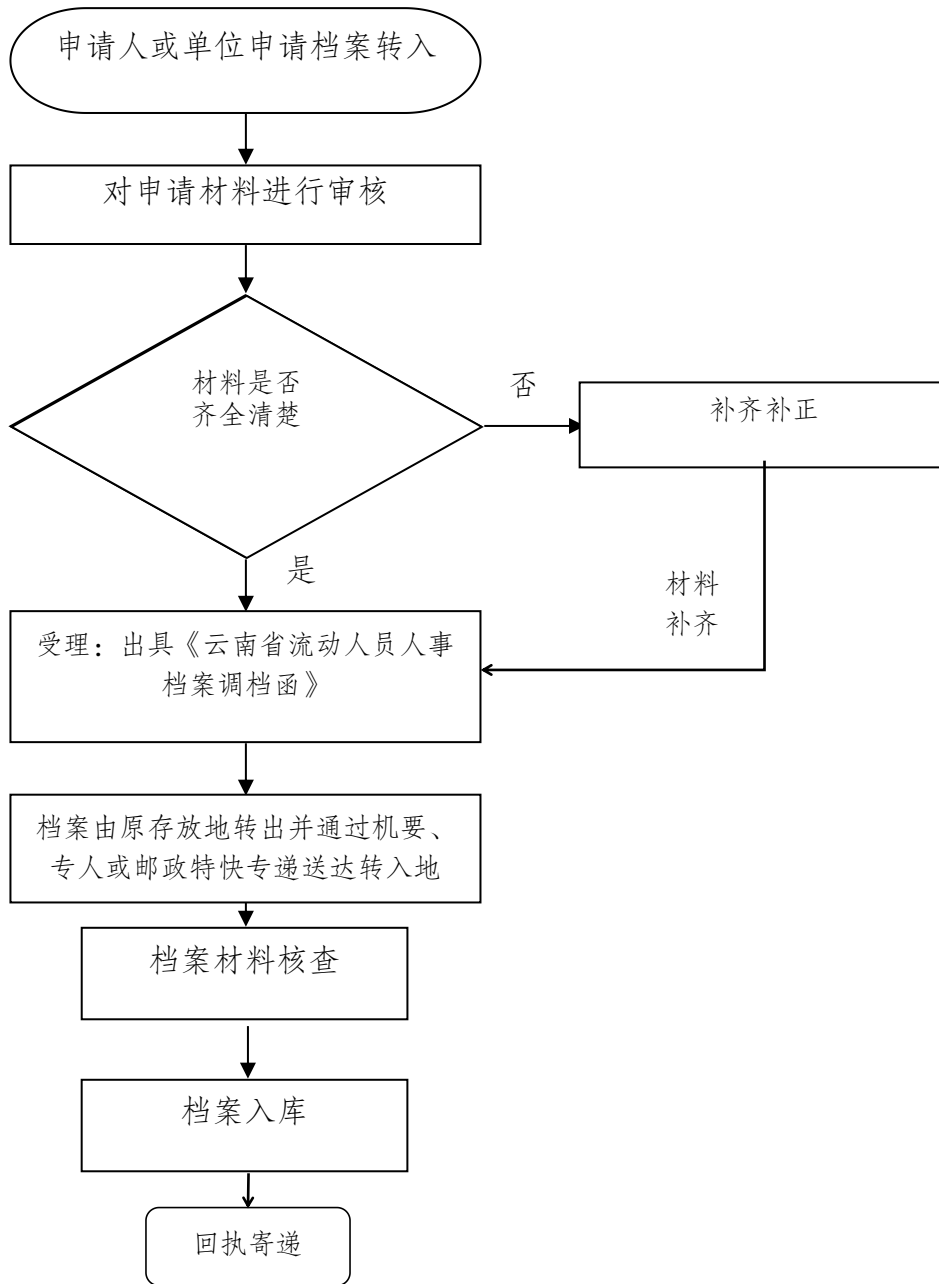 申请人或单位申请档案转入
对申请材料进行审核
材料是否
齐全清楚
否
补齐补正
是
材料
补齐
受理：出具《云南省流动人员人事
档案调档函》
档案由原存放地转出并通过机要、
专人或邮政特快专递送达转入地
档案材料核查
档案入库
回执寄递